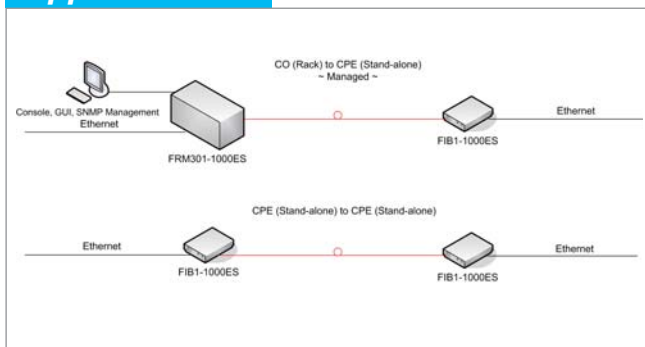 CO (Rack) to CPE (Stand-alone)
~ Managed ~
Console, GUI, SNMP Management
Ethernet
Ethernet
FRM301-1000ES
FIB1-1000ES
CPE (Stand-alone) to CPE (Stand-alone)
Ethernet
Ethernet
FIB1-1000ES
FIB1-1000ES